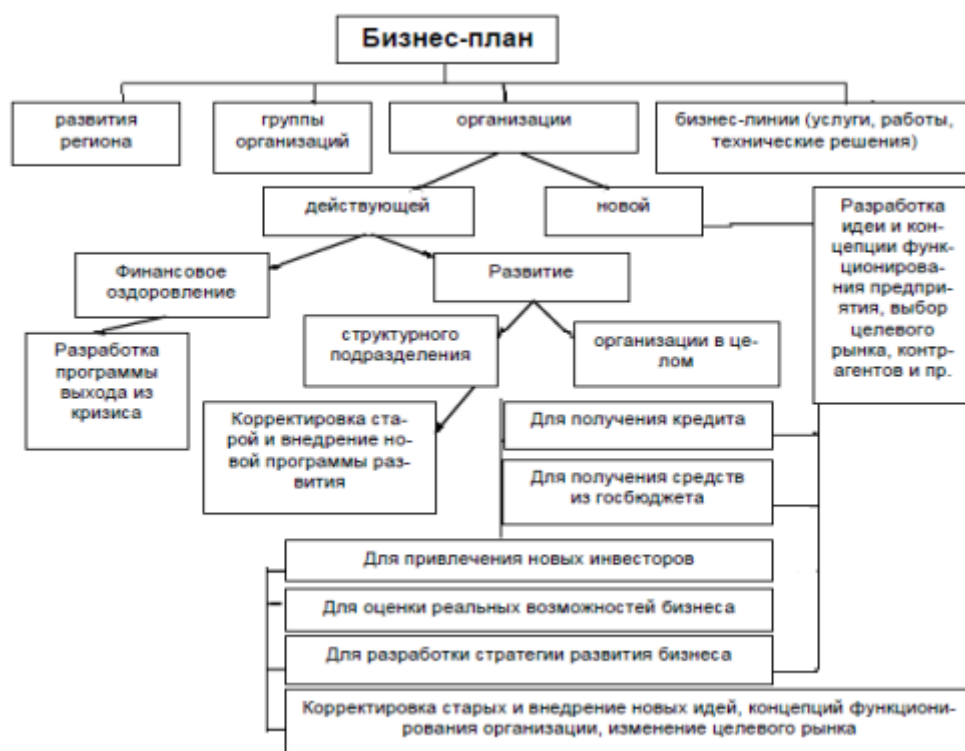 Бизнес-план
развития
региона
группы
организаций
организации
бизнес-линии (услуги, работы,
технические решения)
действующей
новой
Разработка
идеи и кон-
цепции функ-
ционирова-
ния предпри-
ятия, выбор
целевого
рынка, контр-
агентов и пр.
Финансовое
оздоровление
Развитие
структурного
подразделения
организации в це-
лом
Разработка
программы
выхода из
кризиса
Корректировка ста-
рой и внедрение но-
вой программы раз-
вития
Для получения кредита
Для получения средств
из госбюджета
Для привлечения новых инвесторов
Для оценки реальных возможностей бизнеса
Для разработки стратегии развития бизнеса
Корректировка старых и внедрение новых идей, концепций функцио-
нирования организации, изменение целевого рынка